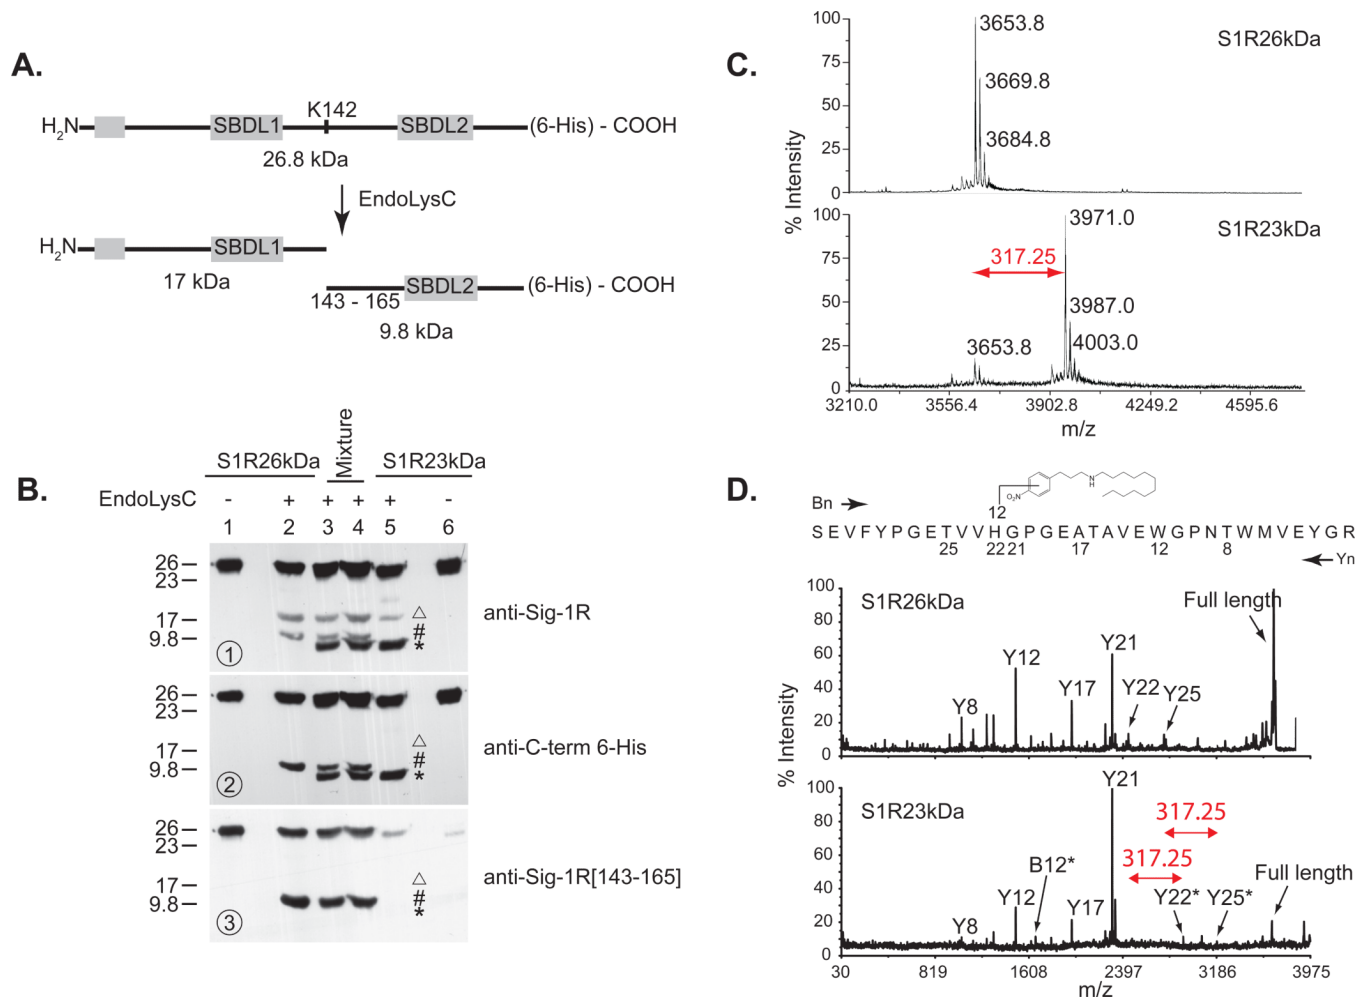 A.
K142
H2N
SBDL1
SBDL2
(6-His) - COOH
26.8 kDa
EndoLysC
H2N
SBDL1
17 kDa
SBDL2
(6-His) - COOH
143 - 165
9.8 kDa
B.
S1R26kDa
Mixture
S1R23kDa
EndoLysC - + + + + -
1 2 3 4 5 6
26
23
17
9.8
△
#
*
1
anti-Sig-1R
26
23
17
9.8
△
#
*
2
anti-C-term 6-His
26
23
17
9.8
△
#
*
3
anti-Sig-1R[143-165]
C.
% Intensity
100
75
50
25
0
3653.8
3669.8
3684.8
S1R26kDa
100
75
50
25
0
3971.0
S1R23kDa
317.25
3987.0
4003.0
3653.8
3210.0 3556.4 3902.8 4249.2 4595.6
m/z
D.
NH
O2N
12
Bn
S E V F Y P G E T V V H G P G E A T A V E W G P N T W M V E Y G R
25 22 21 17 12 8
Yn
% Intensity
100
80
60
40
20
0
S1R26kDa
Full length
Y8
Y12
Y17
Y21
Y22
Y25
100
80
60
40
20
0
S1R23kDa
Y21
317.25
317.25
B12*
Y8
Y12
Y17
Y22*
Y25*
Full length
30 819 1608 2397 3186 3975
m/z